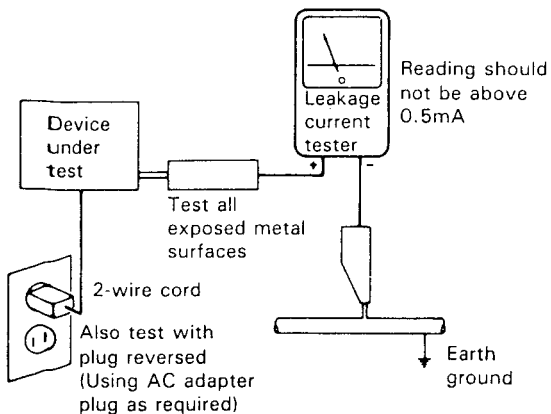 Device
under
test
Leakage
current
tester
+ -
Reading should
not be above
0.5mA
Test all
exposed metal
surfaces
2-wire cord
Also test with
plug reversed
(Using AC adapter
plug as required)
Earth
ground